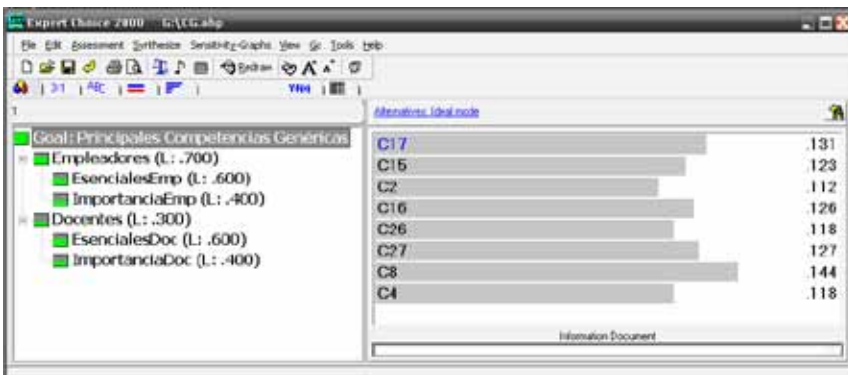 Expert Choice 2000 G:\CG.ahp
File Edit Assessment Synthesize Sensitivity-Graphs View Go Tools Help
Redraw
3:1 ABC
Alternatives: Ideal mode
Goal: Principales Competencias Genéricas
Empleadores (L: .700)
EsencialesEmp (L: .600)
ImportanciaEmp (L: .400)
Docentes (L: .300)
EsencialesDoc (L: .600)
ImportanciaDoc (L: .400)
C17 .131
C15 .123
C2 .112
C16 .126
C26 .118
C27 .127
C8 .144
C4 .118
Information Document